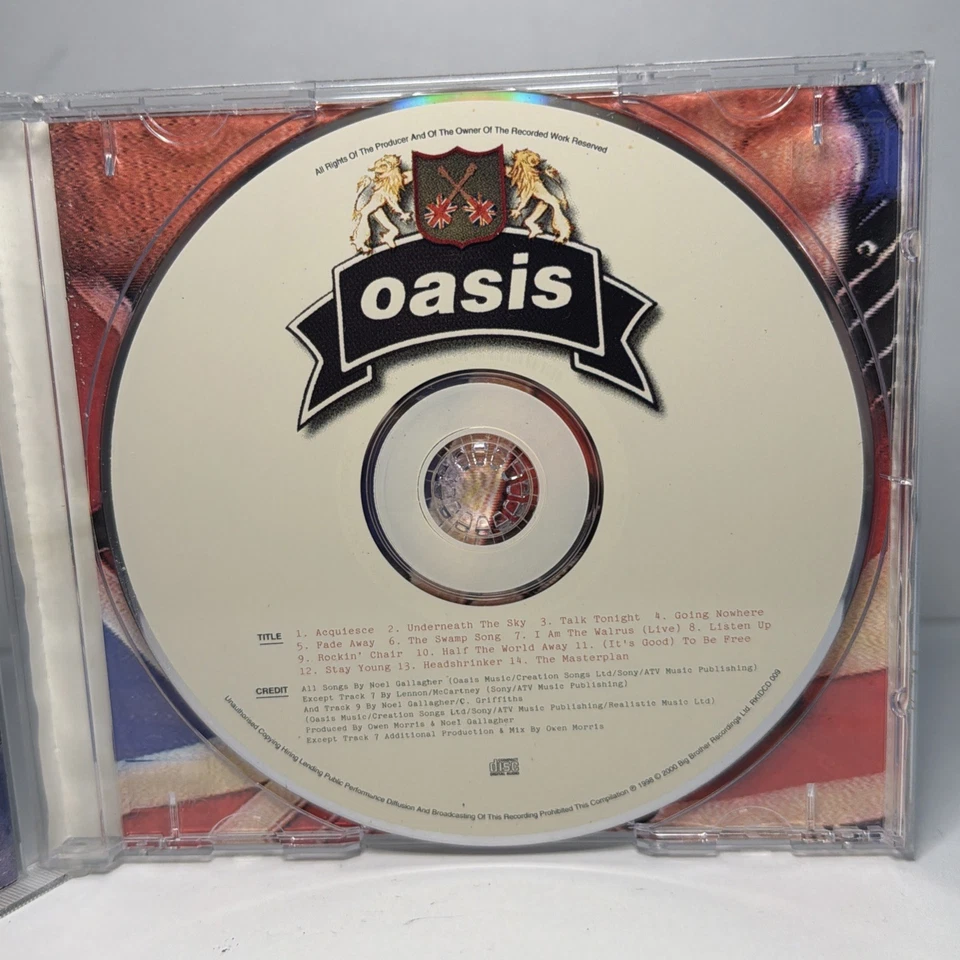 All Rights Of The Producer And Of The Owner Of The Recorded Work Reserved
oasis
TITLE
1. Acquiesce 2. Underneath The Sky 3. Talk Tonight 4. Going Nowhere
5. Fade Away 6. The Swamp Song 7. I Am The Walrus (Live) 8. Listen Up
9. Rockin' Chair 10. Half The World Away 11. (It's Good) To Be Free
12. Stay Young 13. Headshrinker 14. The Masterplan
CREDIT
All Songs By Noel Gallagher (Oasis Music/Creation Songs Ltd/Sony/ATV Music Publishing)
Except Track 7 By Lennon/McCartney (Sony/ATV Music Publishing)
And Track 9 By Noel Gallagher/C. Griffiths
(Oasis Music/Creation Songs Ltd/Sony/ATV Music Publishing/Realistic Music Ltd)
Produced By Owen Morris & Noel Gallagher
Except Track 7 Additional Production & Mix By Owen Morris
COMPACT disc DIGITAL AUDIO
Unauthorised Copying Hiring Lending Public Performance Diffusion And Broadcasting Of This Recording Prohibited This Compilation ℗ 1998 © 2000 Big Brother Recordings Ltd. RKIDCD 009